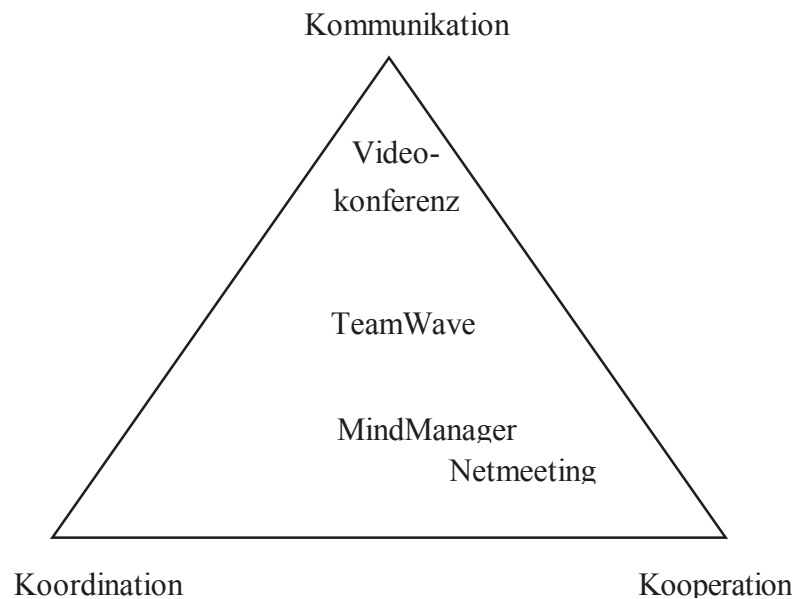 Kommunikation
Video-
konferenz
TeamWave
MindManager
Netmeeting
Koordination
Kooperation